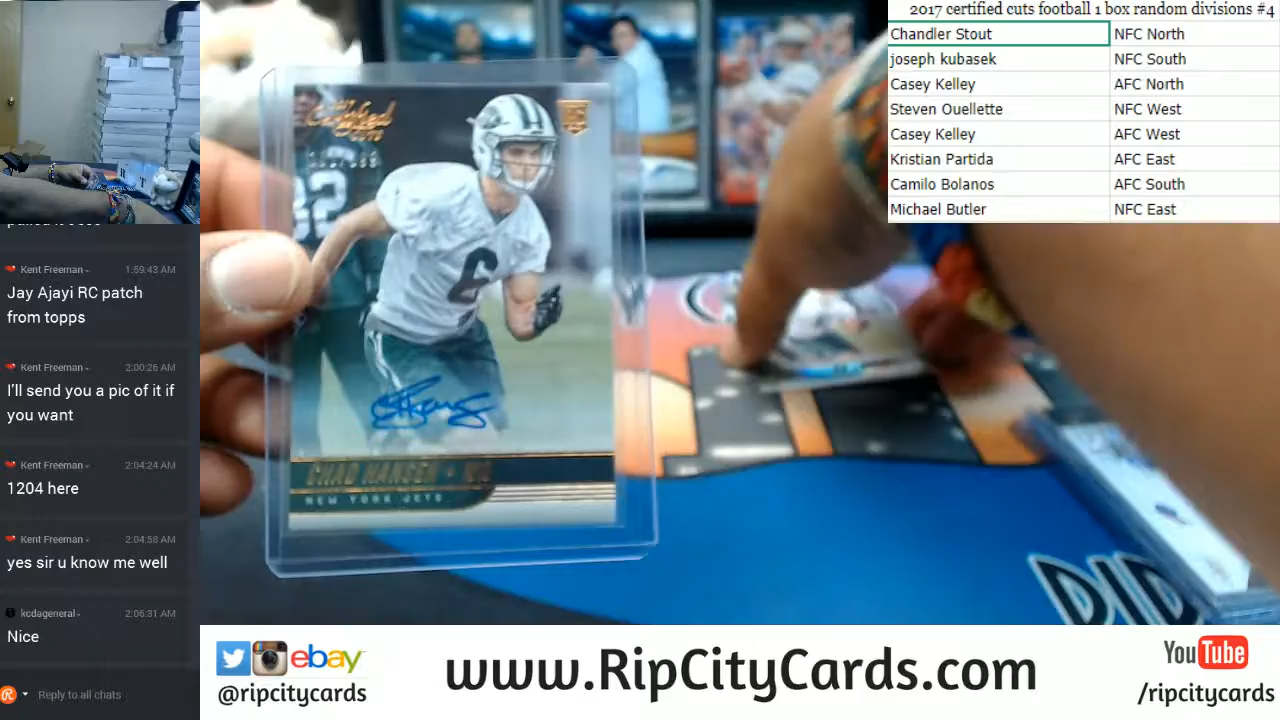 2017 certified cuts football 1 box random divisions #4
Chandler Stout NFC North
joseph kubasek NFC South
Casey Kelley AFC North
Steven Ouellette NFC West
Casey Kelley AFC West
Kristian Partida AFC East
Camilo Bolanos AFC South
Michael Butler NFC East
Kent Freeman- 1:59:43 AM
Jay Ajayi RC patch
from topps
Kent Freeman- 2:00:26 AM
I'll send you a pic of it if
you want
Kent Freeman- 2:04:24 AM
1204 here
Kent Freeman- 2:04:58 AM
yes sir u know me well
kcdageneral- 2:06:31 AM
Nice
Reply to all chats
2017
Certified
CUTS
6
CHAD HANSEN • WR
NEW YORK JETS
ebay
@ripcitycards
www.RipCityCards.com
YouTube
/ripcitycards